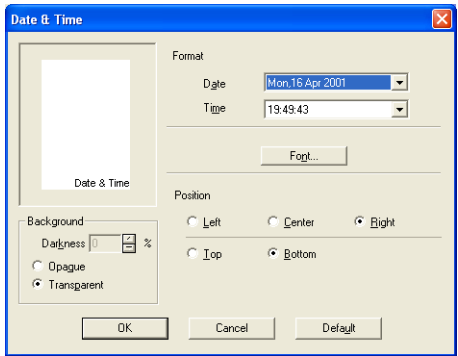 Date & Time
Format
Date Mon,16 Apr 2001
Time 19:49:43
Font...
Date & Time
Position
Left Center Right
Top Bottom
Background
Darkness 0 %
Opaque
Transparent
OK Cancel Default